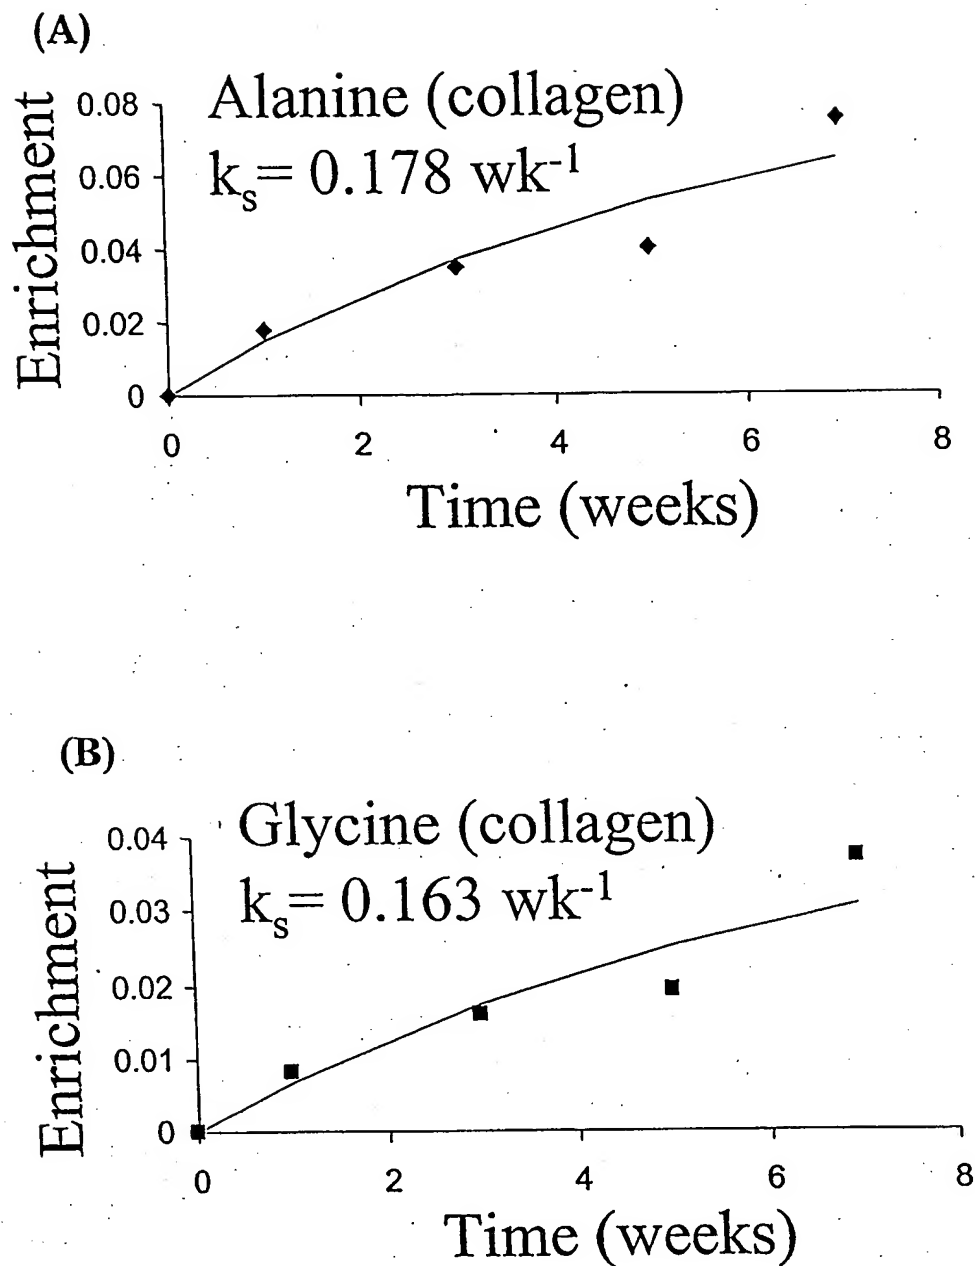 (A)
Alanine (collagen)
kₛ= 0.178 wk⁻¹
Enrichment
0.08
0.06
0.04
0.02
0
0 2 4 6 8
Time (weeks)
(B)
Glycine (collagen)
kₛ= 0.163 wk⁻¹
Enrichment
0.04
0.03
0.02
0.01
0
0 2 4 6 8
Time (weeks)